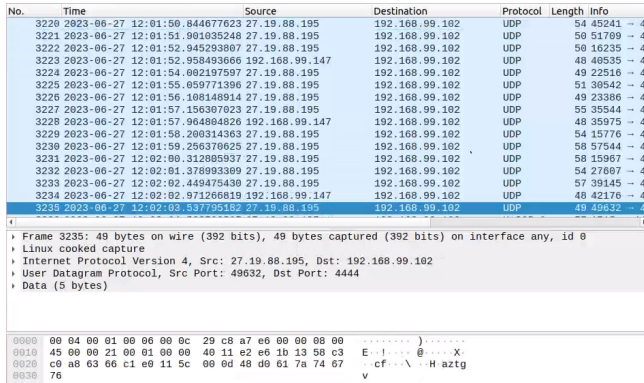 No. Time Source Destination Protocol Length Info
3220 2023-06-27 12:01:50.844677623 27.19.88.195 192.168.99.102 UDP 54 45241 → 4
3221 2023-06-27 12:01:51.901035248 27.19.88.195 192.168.99.102 UDP 50 51709 → 4
3222 2023-06-27 12:01:52.945293807 27.19.88.195 192.168.99.102 UDP 50 16235 → 4
3223 2023-06-27 12:01:52.958493666 192.168.99.147 192.168.99.102 UDP 48 40535 → 4
3224 2023-06-27 12:01:54.002197597 27.19.88.195 192.168.99.102 UDP 49 22516 → 4
3225 2023-06-27 12:01:55.059771396 27.19.88.195 192.168.99.102 UDP 51 30542 → 4
3226 2023-06-27 12:01:56.108148914 27.19.88.195 192.168.99.102 UDP 49 23386 → 4
3227 2023-06-27 12:01:57.156307023 27.19.88.195 192.168.99.102 UDP 55 35544 → 4
3228 2023-06-27 12:01:57.964804826 192.168.99.147 192.168.99.102 UDP 48 35975 → 4
3229 2023-06-27 12:01:58.200314363 27.19.88.195 192.168.99.102 UDP 54 15776 → 4
3230 2023-06-27 12:01:59.256370625 27.19.88.195 192.168.99.102 UDP 58 57544 → 4
3231 2023-06-27 12:02:00.312805937 27.19.88.195 192.168.99.102 UDP 58 15967 → 4
3232 2023-06-27 12:02:01.378993309 27.19.88.195 192.168.99.102 UDP 54 27607 → 4
3233 2023-06-27 12:02:02.449475430 27.19.88.195 192.168.99.102 UDP 57 39145 → 4
3234 2023-06-27 12:02:02.971266819 192.168.99.147 192.168.99.102 UDP 48 42176 → 4
3235 2023-06-27 12:02:03.537795182 27.19.88.195 192.168.99.102 UDP 49 49632 → 4
Frame 3235: 49 bytes on wire (392 bits), 49 bytes captured (392 bits) on interface any, id 0
Linux cooked capture
Internet Protocol Version 4, Src: 27.19.88.195, Dst: 192.168.99.102
User Datagram Protocol, Src Port: 49632, Dst Port: 4444
Data (5 bytes)
0000 00 04 00 01 00 06 00 0c 29 c8 a7 e6 00 00 08 00 ········ )·······
0010 45 00 00 21 00 01 00 00 40 11 e2 e6 1b 13 58 c3 E··!···· @·····X·
0020 c0 a8 63 66 c1 e0 11 5c 00 0d 48 d0 61 7a 74 67 ··cf···\ ··H·aztg
0030 76 v